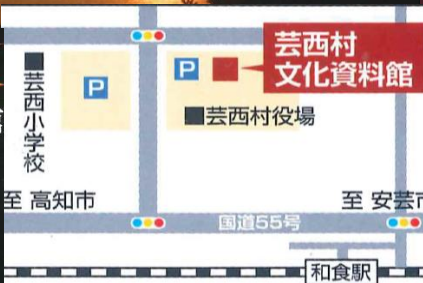 芸西村
文化資料館
P
P
■芸西小学校
■芸西村役場
至 高知市
至 安芸市
国道55号
和食駅